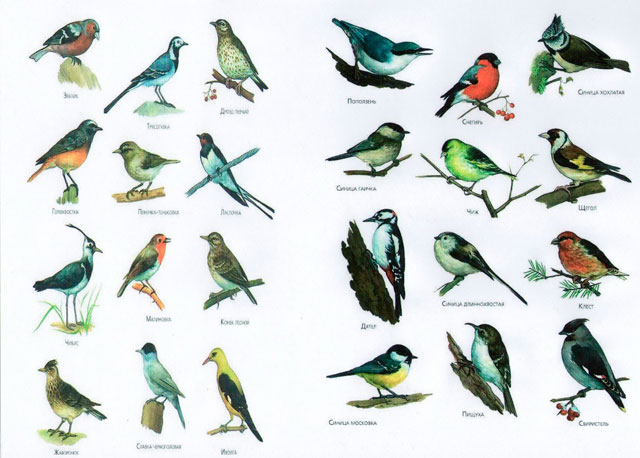 Зяблик
Трясогузка
Дрозд певчий
Горихвостка
Пеночка-теньковка
Ласточка
Чибис
Малиновка
Конек лесной
Жаворонок
Славка-черноголовая
Иволга
Поползень
Снегирь
Синица хохлатая
Синица гаичка
Чиж
Щегол
Дятел
Синица длиннохвостая
Клест
Синица московка
Пищуха
Свиристель